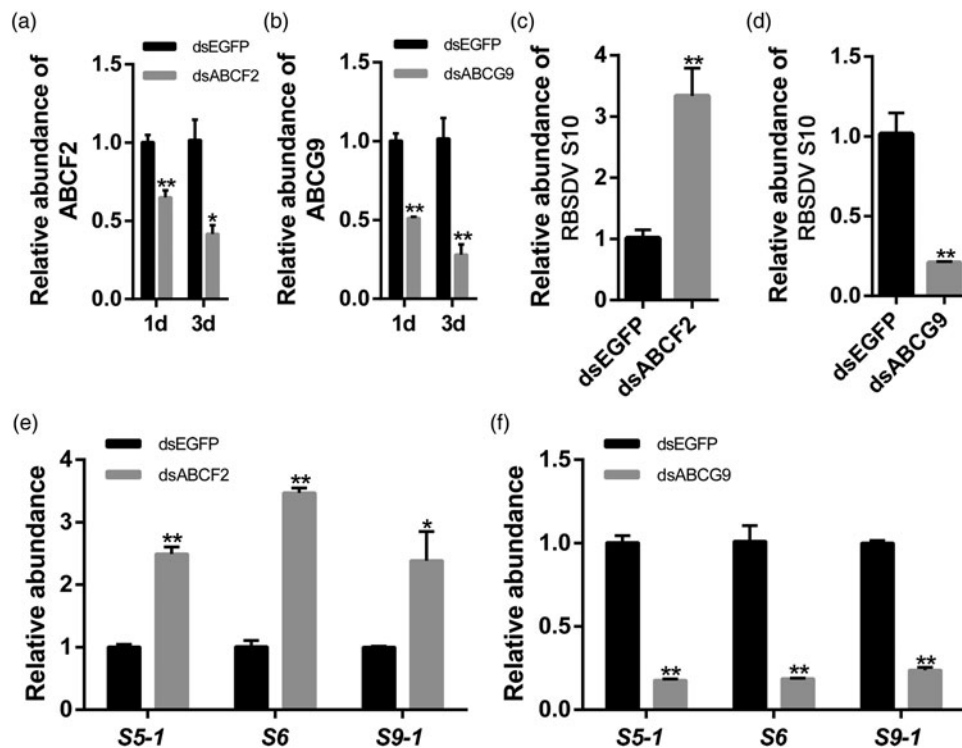 (a)
dsEGFP
dsABCF2
Relative abundance of
ABCF2
1.5
1.0
0.5
0.0
**
*
1d
3d
(b)
dsEGFP
dsABCG9
Relative abundance of
ABCG9
1.5
1.0
0.5
0.0
**
**
1d
3d
(c)
Relative abundance of
RBSDV S10
4
3
2
1
0
**
dsEGFP
dsABCF2
(d)
Relative abundance of
RBSDV S10
1.5
1.0
0.5
0.0
**
dsEGFP
dsABCG9
(e)
dsEGFP
dsABCF2
Relative abundance
4
3
2
1
0
**
**
*
S5-1
S6
S9-1
(f)
dsEGFP
dsABCG9
Relative abundance
1.5
1.0
0.5
0.0
**
**
**
S5-1
S6
S9-1